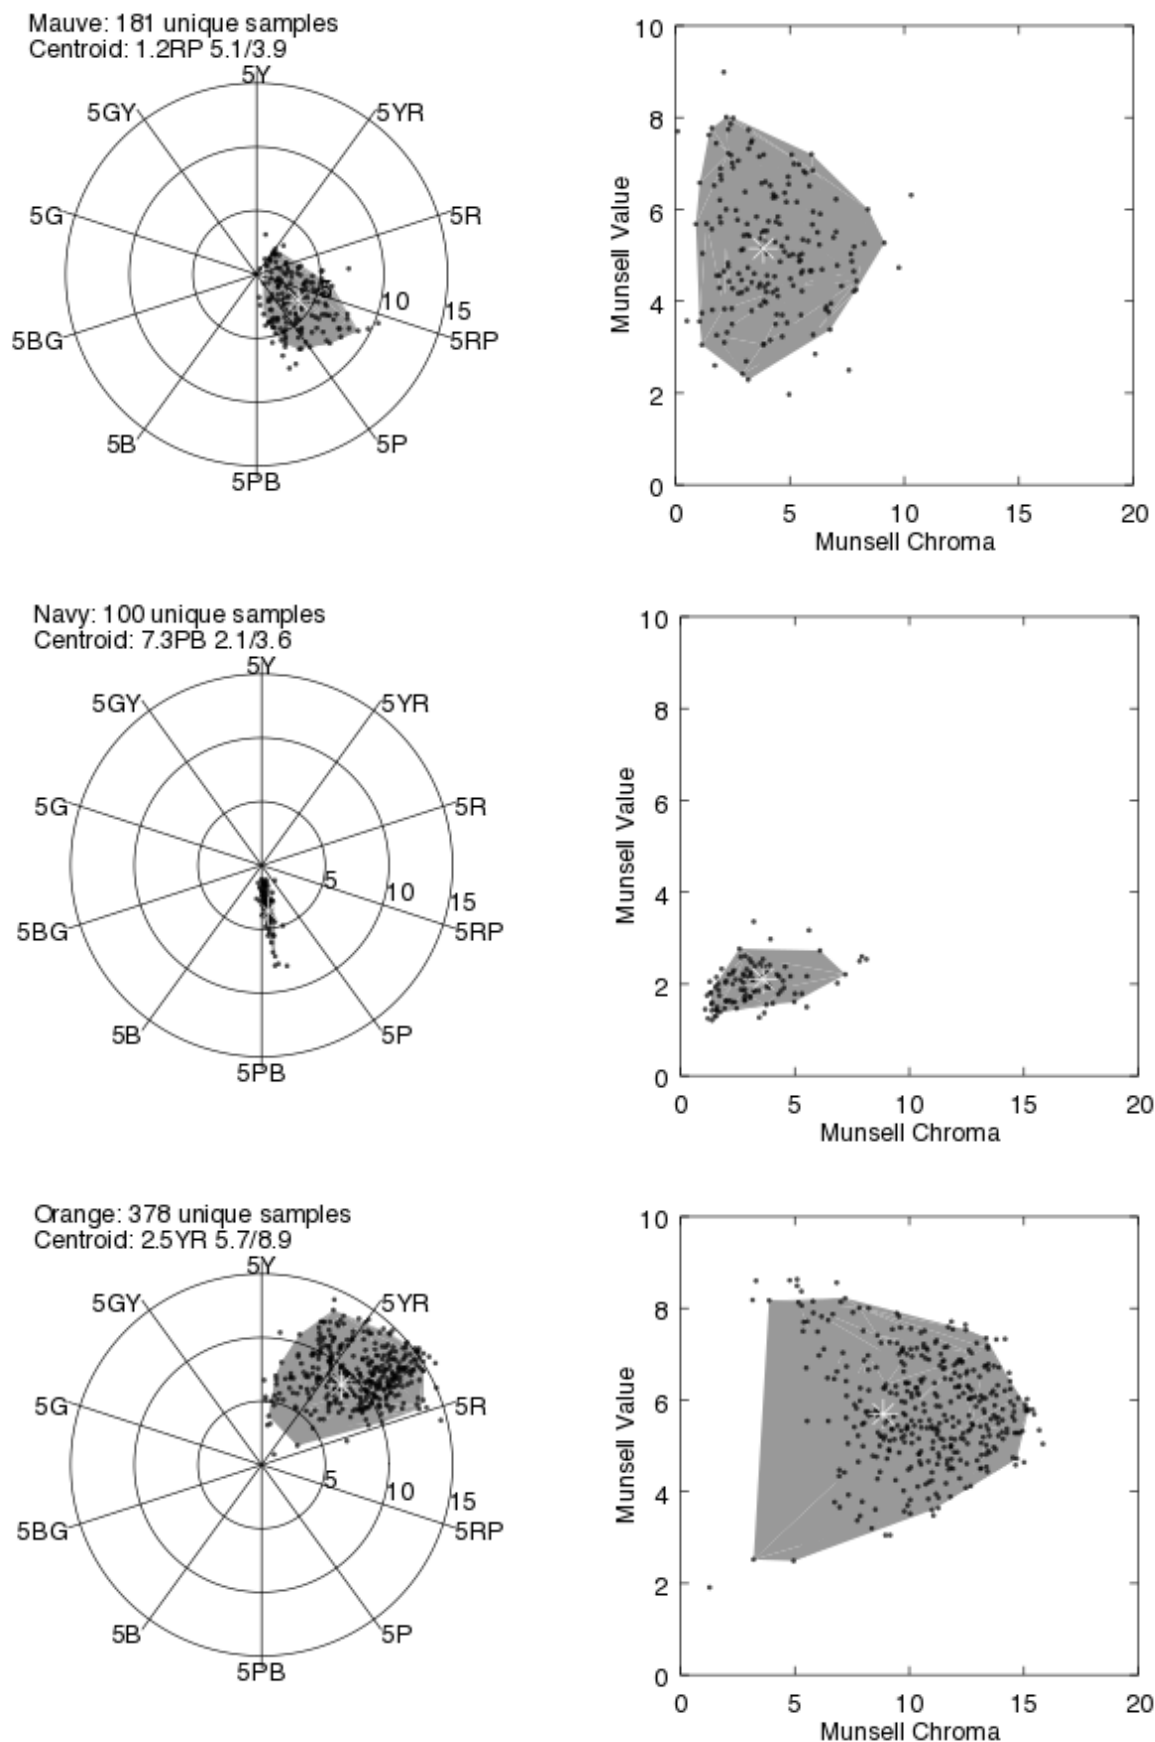 Mauve: 181 unique samples
Centroid: 1.2RP 5.1/3.9
5Y
5GY
5YR
5G
5R
5
10
15
5BG
5RP
5B
5P
5PB
10
8
6
4
2
0
Munsell Value
0 5 10 15 20
Munsell Chroma
Navy: 100 unique samples
Centroid: 7.3PB 2.1/3.6
5Y
5GY
5YR
5G
5R
5
10
15
5BG
5RP
5B
5P
5PB
10
8
6
4
2
0
Munsell Value
0 5 10 15 20
Munsell Chroma
Orange: 378 unique samples
Centroid: 2.5YR 5.7/8.9
5Y
5GY
5YR
5G
5R
5
10
15
5BG
5RP
5B
5P
5PB
10
8
6
4
2
0
Munsell Value
0 5 10 15 20
Munsell Chroma